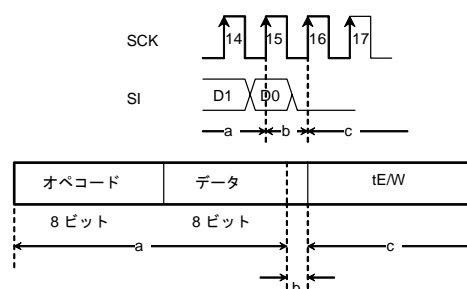 SCK 14 15 16 17
SI D1 D0
a b c
オペコード データ tE/W
8 ビット 8 ビット
a c
b